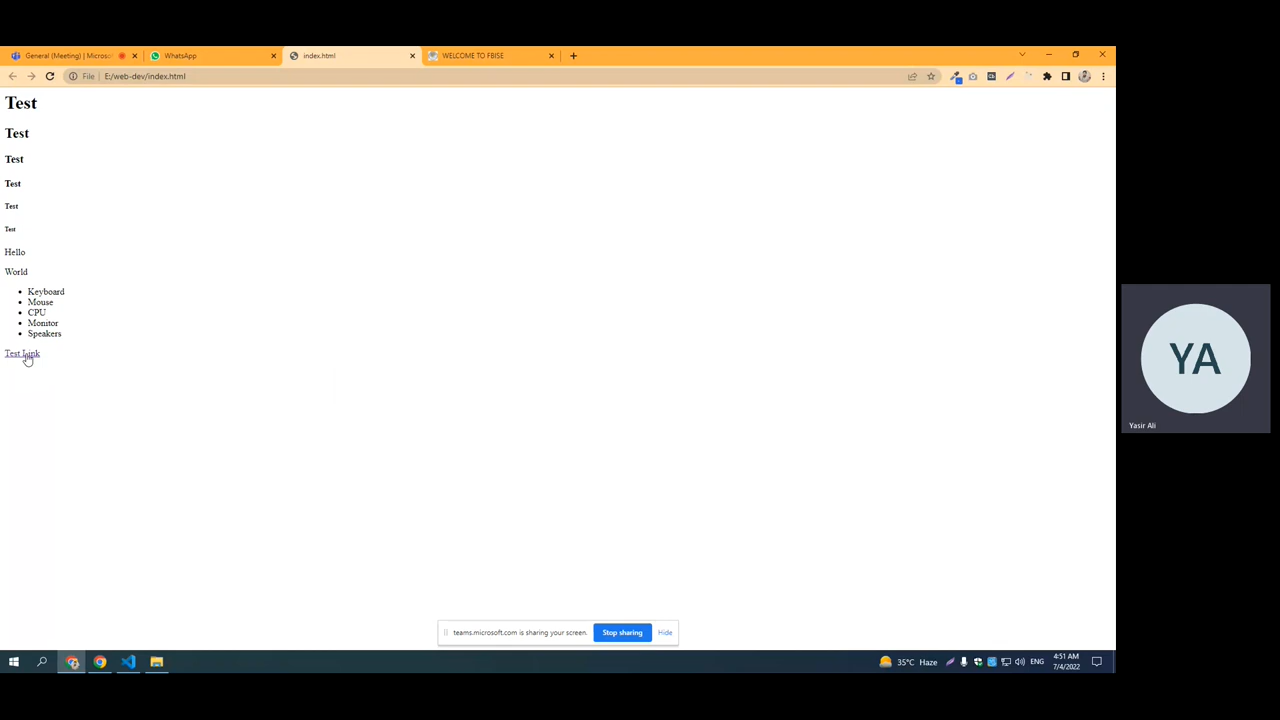 General (Meeting) | Microso
WhatsApp
index.html
WELCOME TO FBISE
File
E:/web-dev/index.html
Test
Test
Test
Test
Test
Test
Hello
World
Keyboard
Mouse
CPU
Monitor
Speakers
Test Link
YA
Yasir Ali
teams.microsoft.com is sharing your screen.
Stop sharing
Hide
35°C Haze
ENG
4:51 AM
7/4/2022